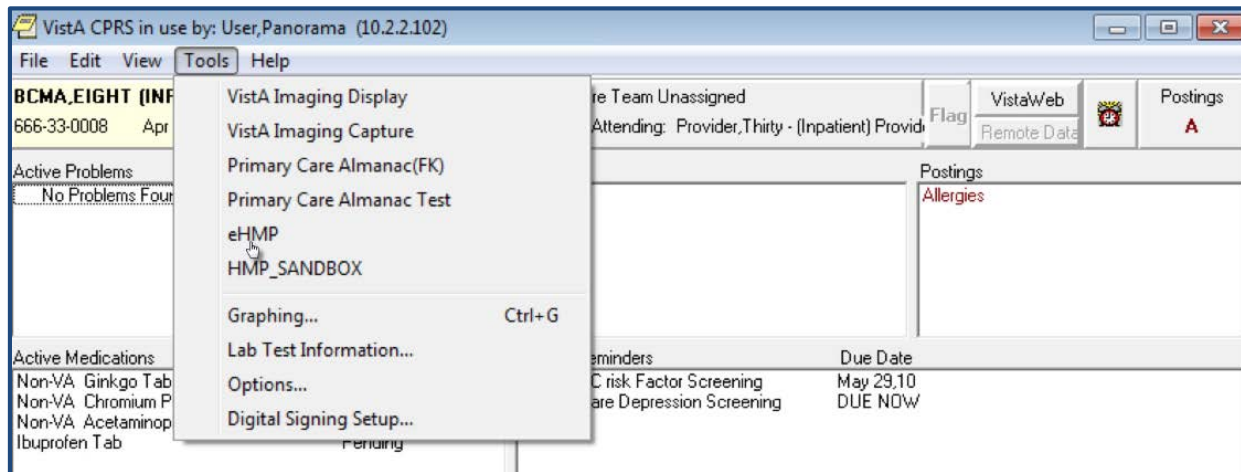 VistA CPRS in use by: User,Panorama (10.2.2.102)
File Edit View Tools Help
BCMA,EIGHT (INF
666-33-0008 Apr
re Team Unassigned
Attending: Provider,Thirty - (Inpatient) Provid
Flag
VistaWeb
Remote Data
Postings
A
VistA Imaging Display
VistA Imaging Capture
Primary Care Almanac(FK)
Primary Care Almanac Test
eHMP
HMP_SANDBOX
Graphing... Ctrl+G
Lab Test Information...
Options...
Digital Signing Setup...
Active Problems
No Problems Four
Postings
Allergies
Active Medications
Non-VA Ginkgo Tab
Non-VA Chromium P
Non-VA Acetaminop
Ibuprofen Tab Pending
eminders Due Date
C risk Factor Screening May 29,10
are Depression Screening DUE NOW